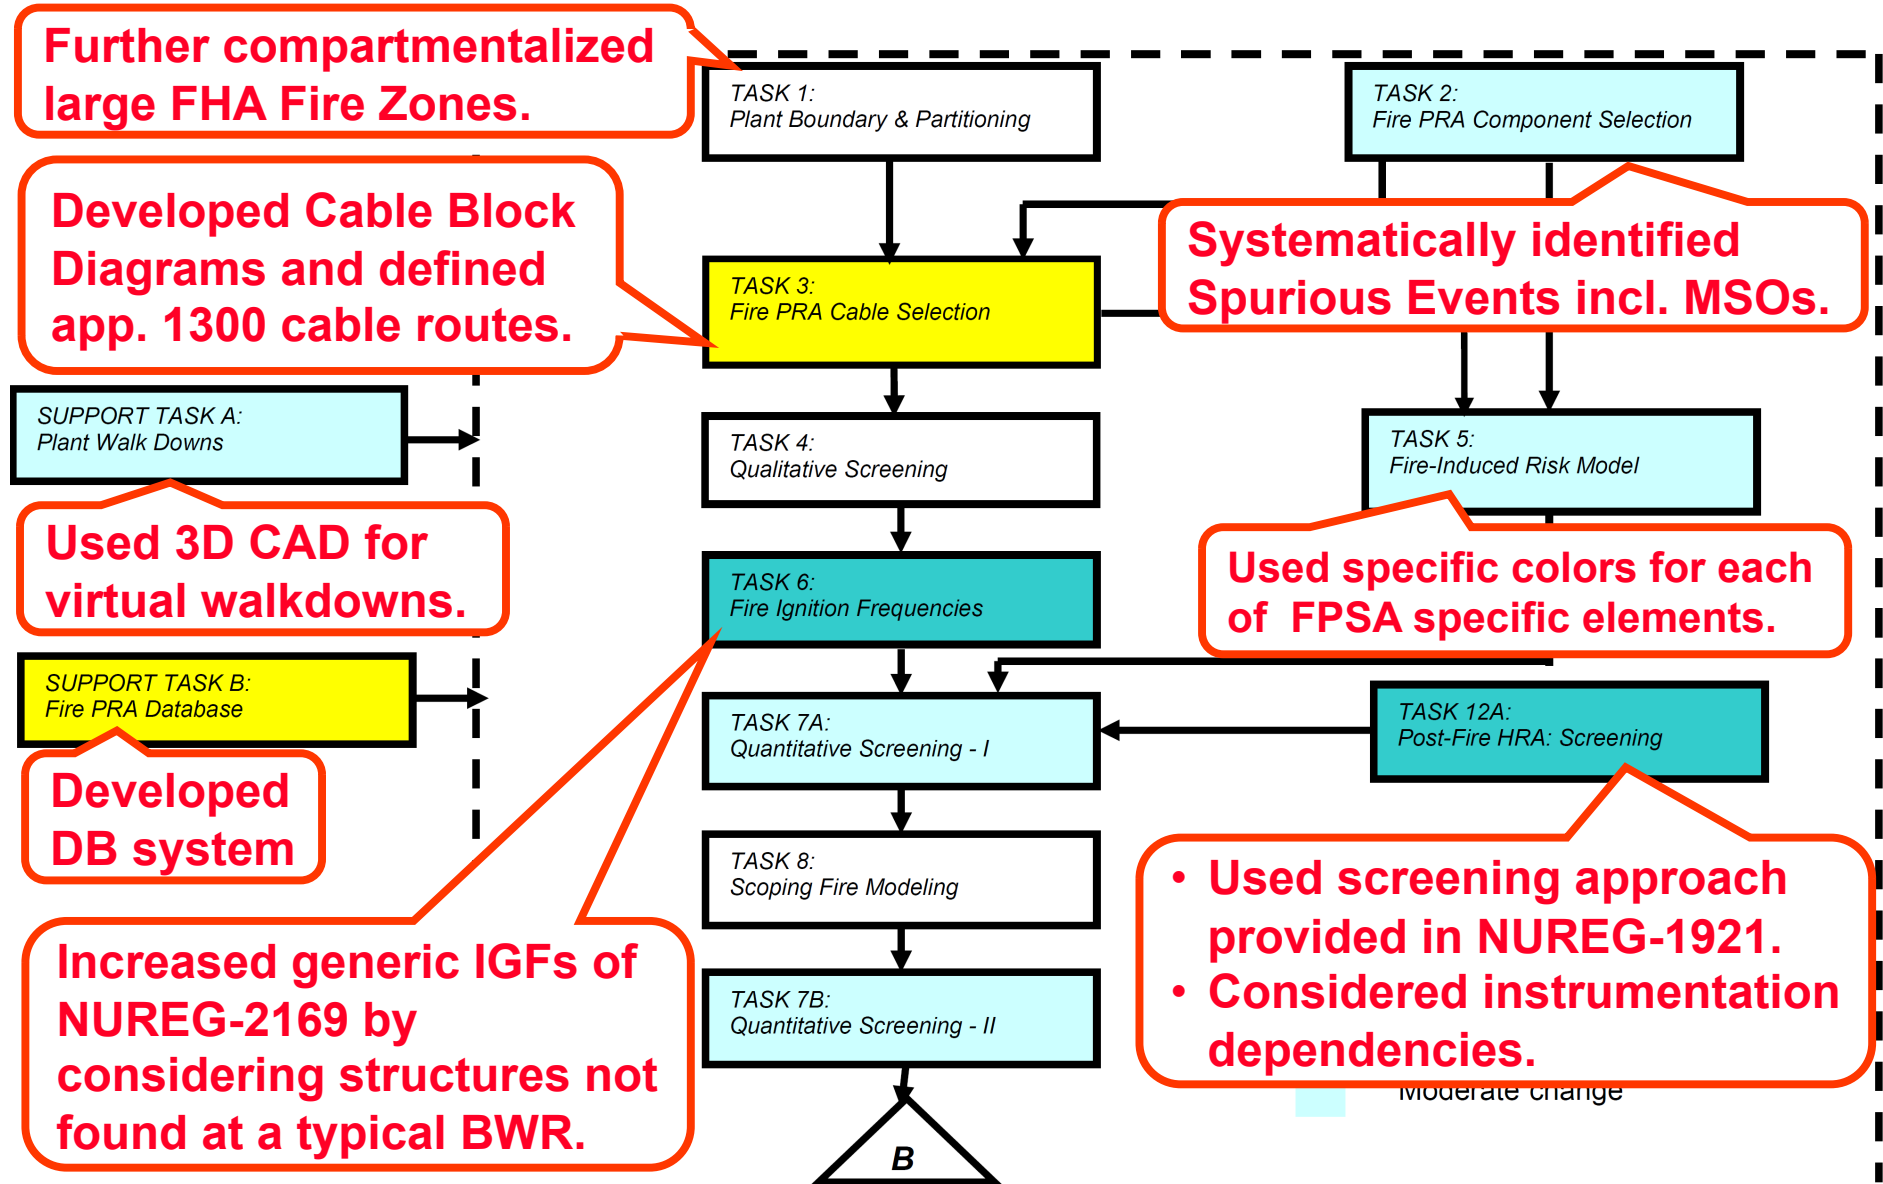 Further compartmentalized
large FHA Fire Zones.
TASK 1:
Plant Boundary & Partitioning
TASK 2:
Fire PRA Component Selection
Developed Cable Block
Diagrams and defined
app. 1300 cable routes.
Systematically identified
Spurious Events incl. MSOs.
TASK 3:
Fire PRA Cable Selection
SUPPORT TASK A:
Plant Walk Downs
TASK 4:
Qualitative Screening
TASK 5:
Fire-Induced Risk Model
Used 3D CAD for
virtual walkdowns.
Used specific colors for each
of FPSA specific elements.
TASK 6:
Fire Ignition Frequencies
SUPPORT TASK B:
Fire PRA Database
TASK 7A:
Quantitative Screening - I
TASK 12A:
Post-Fire HRA: Screening
Developed
DB system
TASK 8:
Scoping Fire Modeling
• Used screening approach
provided in NUREG-1921.
• Considered instrumentation
dependencies.
Increased generic IGFs of
NUREG-2169 by
considering structures not
found at a typical BWR.
TASK 7B:
Quantitative Screening - II
Moderate change
B